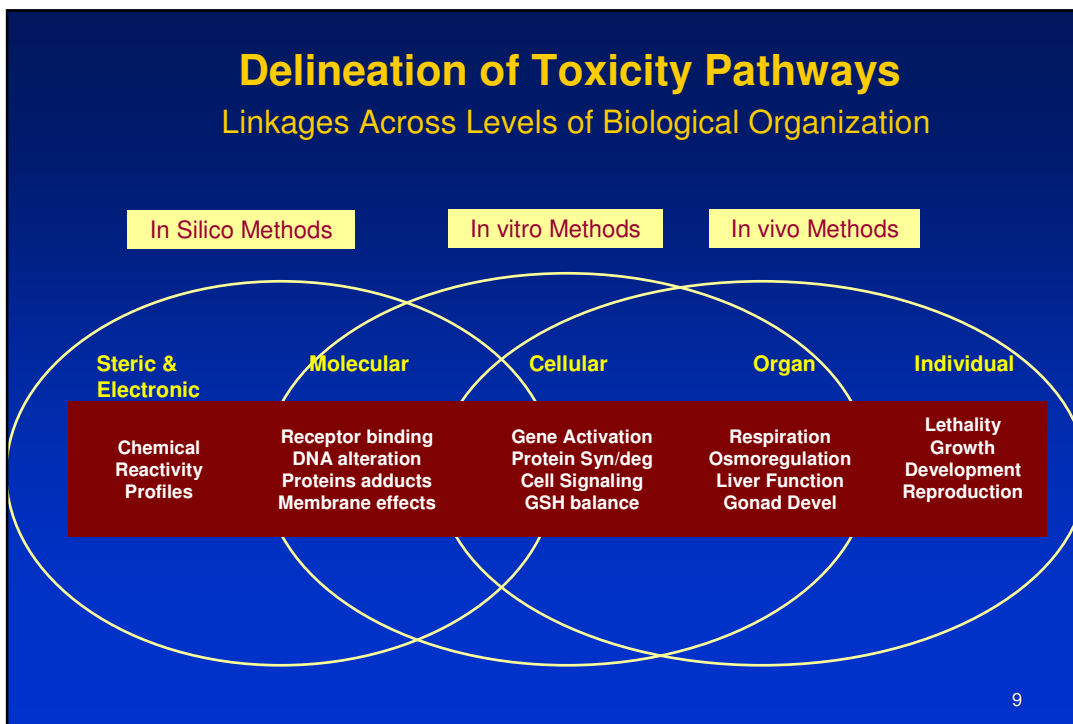 Delineation of Toxicity Pathways
Linkages Across Levels of Biological Organization
In Silico Methods
In vitro Methods
In vivo Methods
Steric &
Electronic
Molecular
Cellular
Organ
Individual
Chemical
Reactivity
Profiles
Receptor binding
DNA alteration
Proteins adducts
Membrane effects
Gene Activation
Protein Syn/deg
Cell Signaling
GSH balance
Respiration
Osmoregulation
Liver Function
Gonad Devel
Lethality
Growth
Development
Reproduction
9